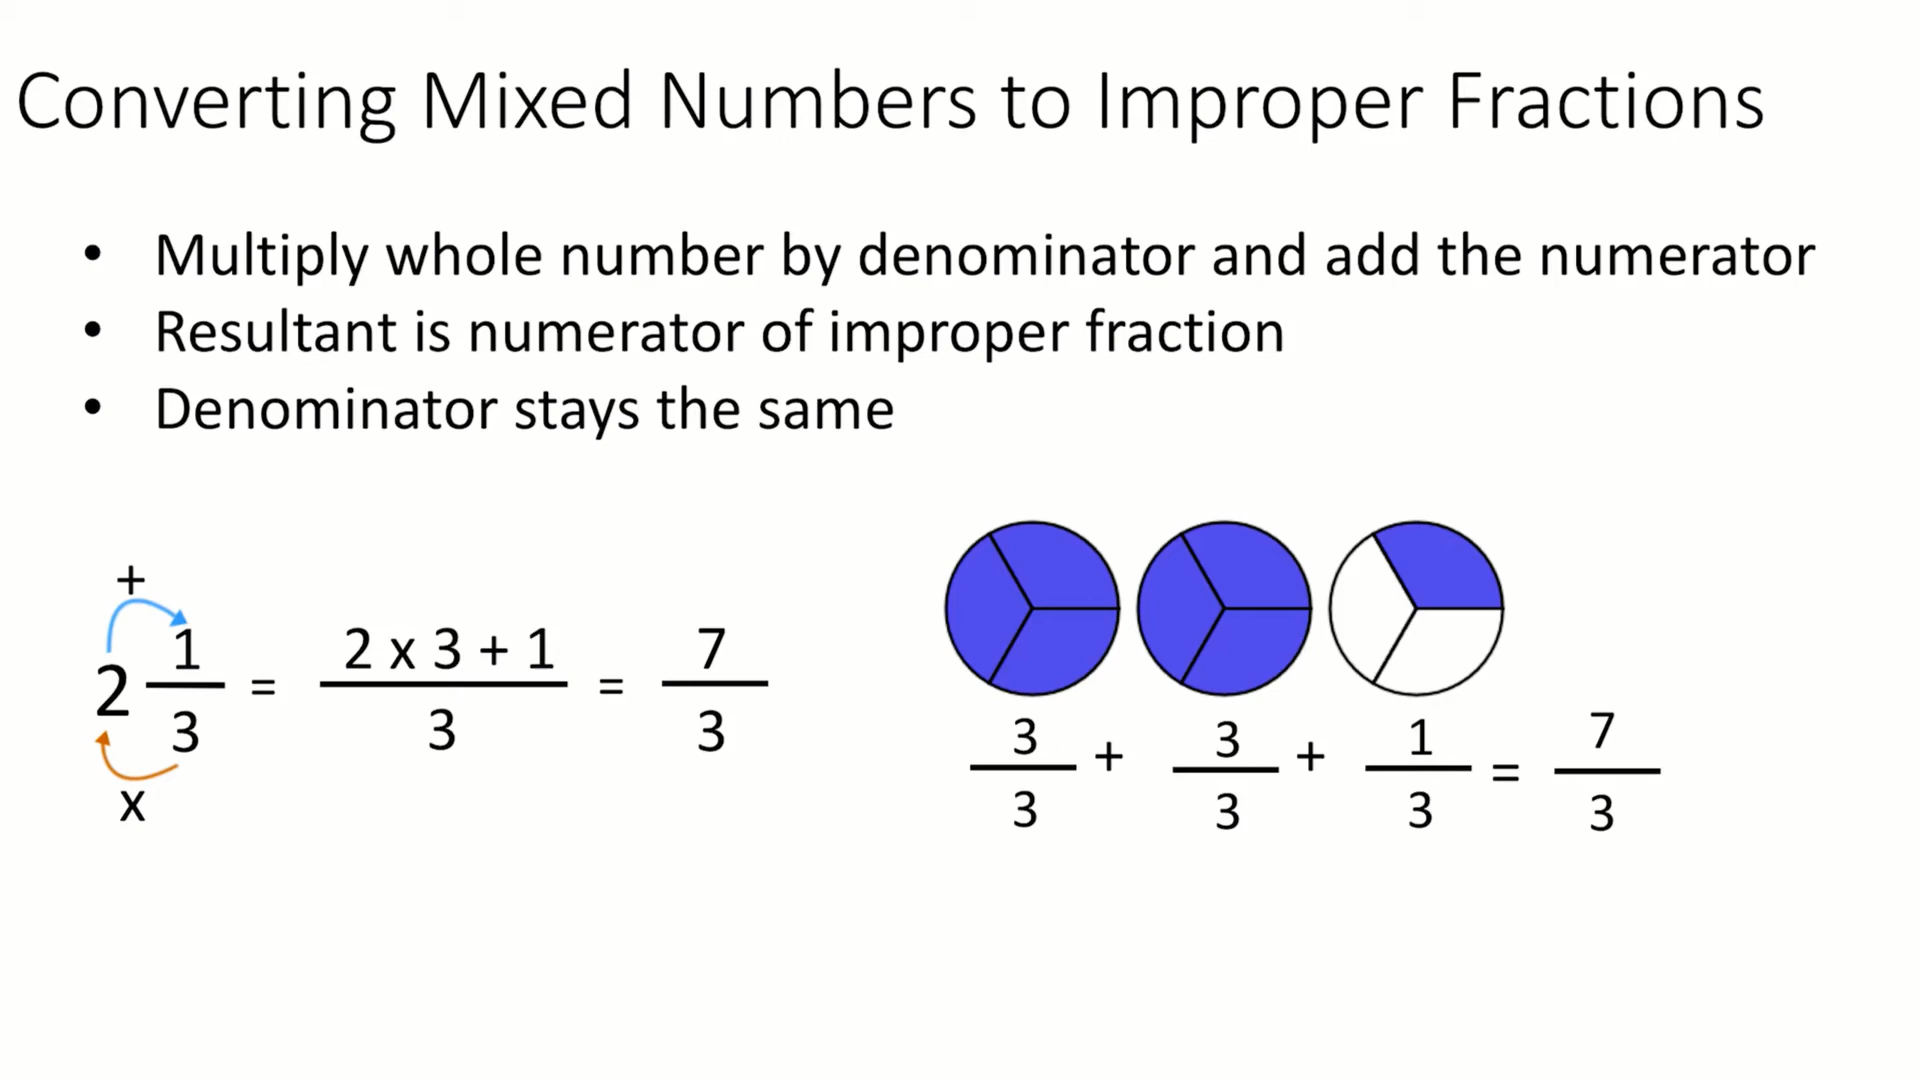 Converting Mixed Numbers to Improper Fractions
• Multiply whole number by denominator and add the numerator
• Resultant is numerator of improper fraction
• Denominator stays the same
+
2 1/3 = (2 x 3 + 1)/3 = 7/3
x
3/3 + 3/3 + 1/3 = 7/3